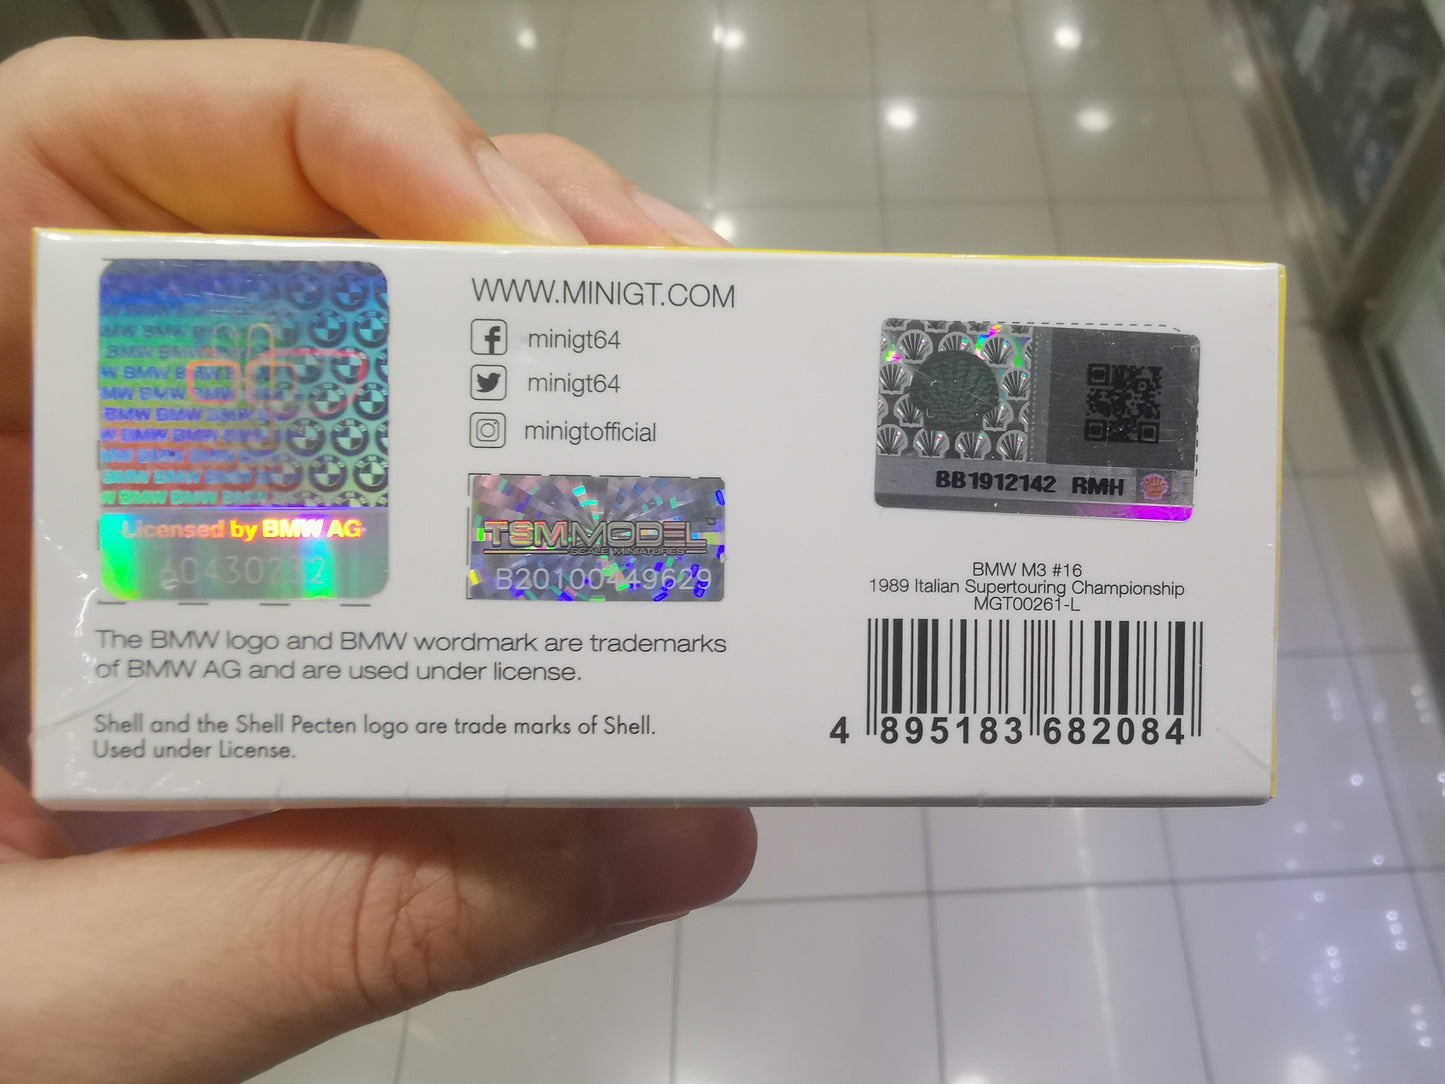 WWW.MINIGT.COM
minigt64
minigt64
minigtofficial
Licensed by BMW AG
TSM.MODEL™
SCALE MINIATURES
B20100449629
The BMW logo and BMW wordmark are trademarks
of BMW AG and are used under license.
Shell and the Shell Pecten logo are trade marks of Shell.
Used under License.
BB1912142 RMH
BMW M3 #16
1989 Italian Supertouring Championship
MGT00261-L
4 895183 682084